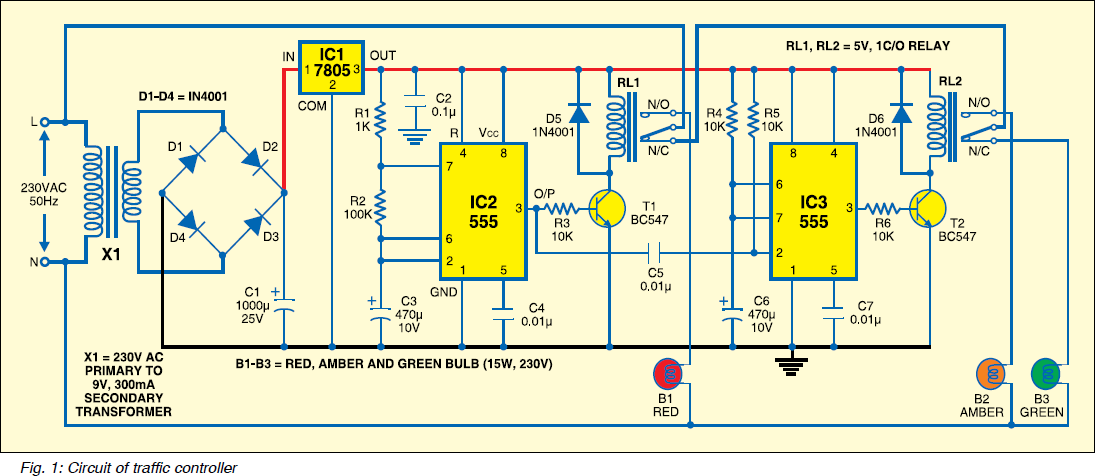 IC1
7805
IN
OUT
1
3
2
COM
RL1, RL2 = 5V, 1C/O RELAY
D1–D4 = IN4001
L
230VAC
50Hz
N
X1
D1
D2
D4
D3
C1
1000µ
25V
+
R1
1K
C2
0.1µ
R2
100K
C3
470µ
10V
+
R
VCC
4
8
7
6
2
3
1
5
IC2
555
GND
O/P
C4
0.01µ
R3
10K
D5
1N4001
RL1
N/O
N/C
T1
BC547
C5
0.01µ
R4
10K
R5
10K
8
4
6
7
2
3
1
5
IC3
555
C6
470µ
10V
+
C7
0.01µ
R6
10K
D6
1N4001
RL2
N/O
N/C
T2
BC547
X1 = 230V AC
PRIMARY TO
9V, 300mA
SECONDARY
TRANSFORMER
B1-B3 = RED, AMBER AND GREEN BULB (15W, 230V)
B1
RED
B2
AMBER
B3
GREEN
Fig. 1: Circuit of traffic controller